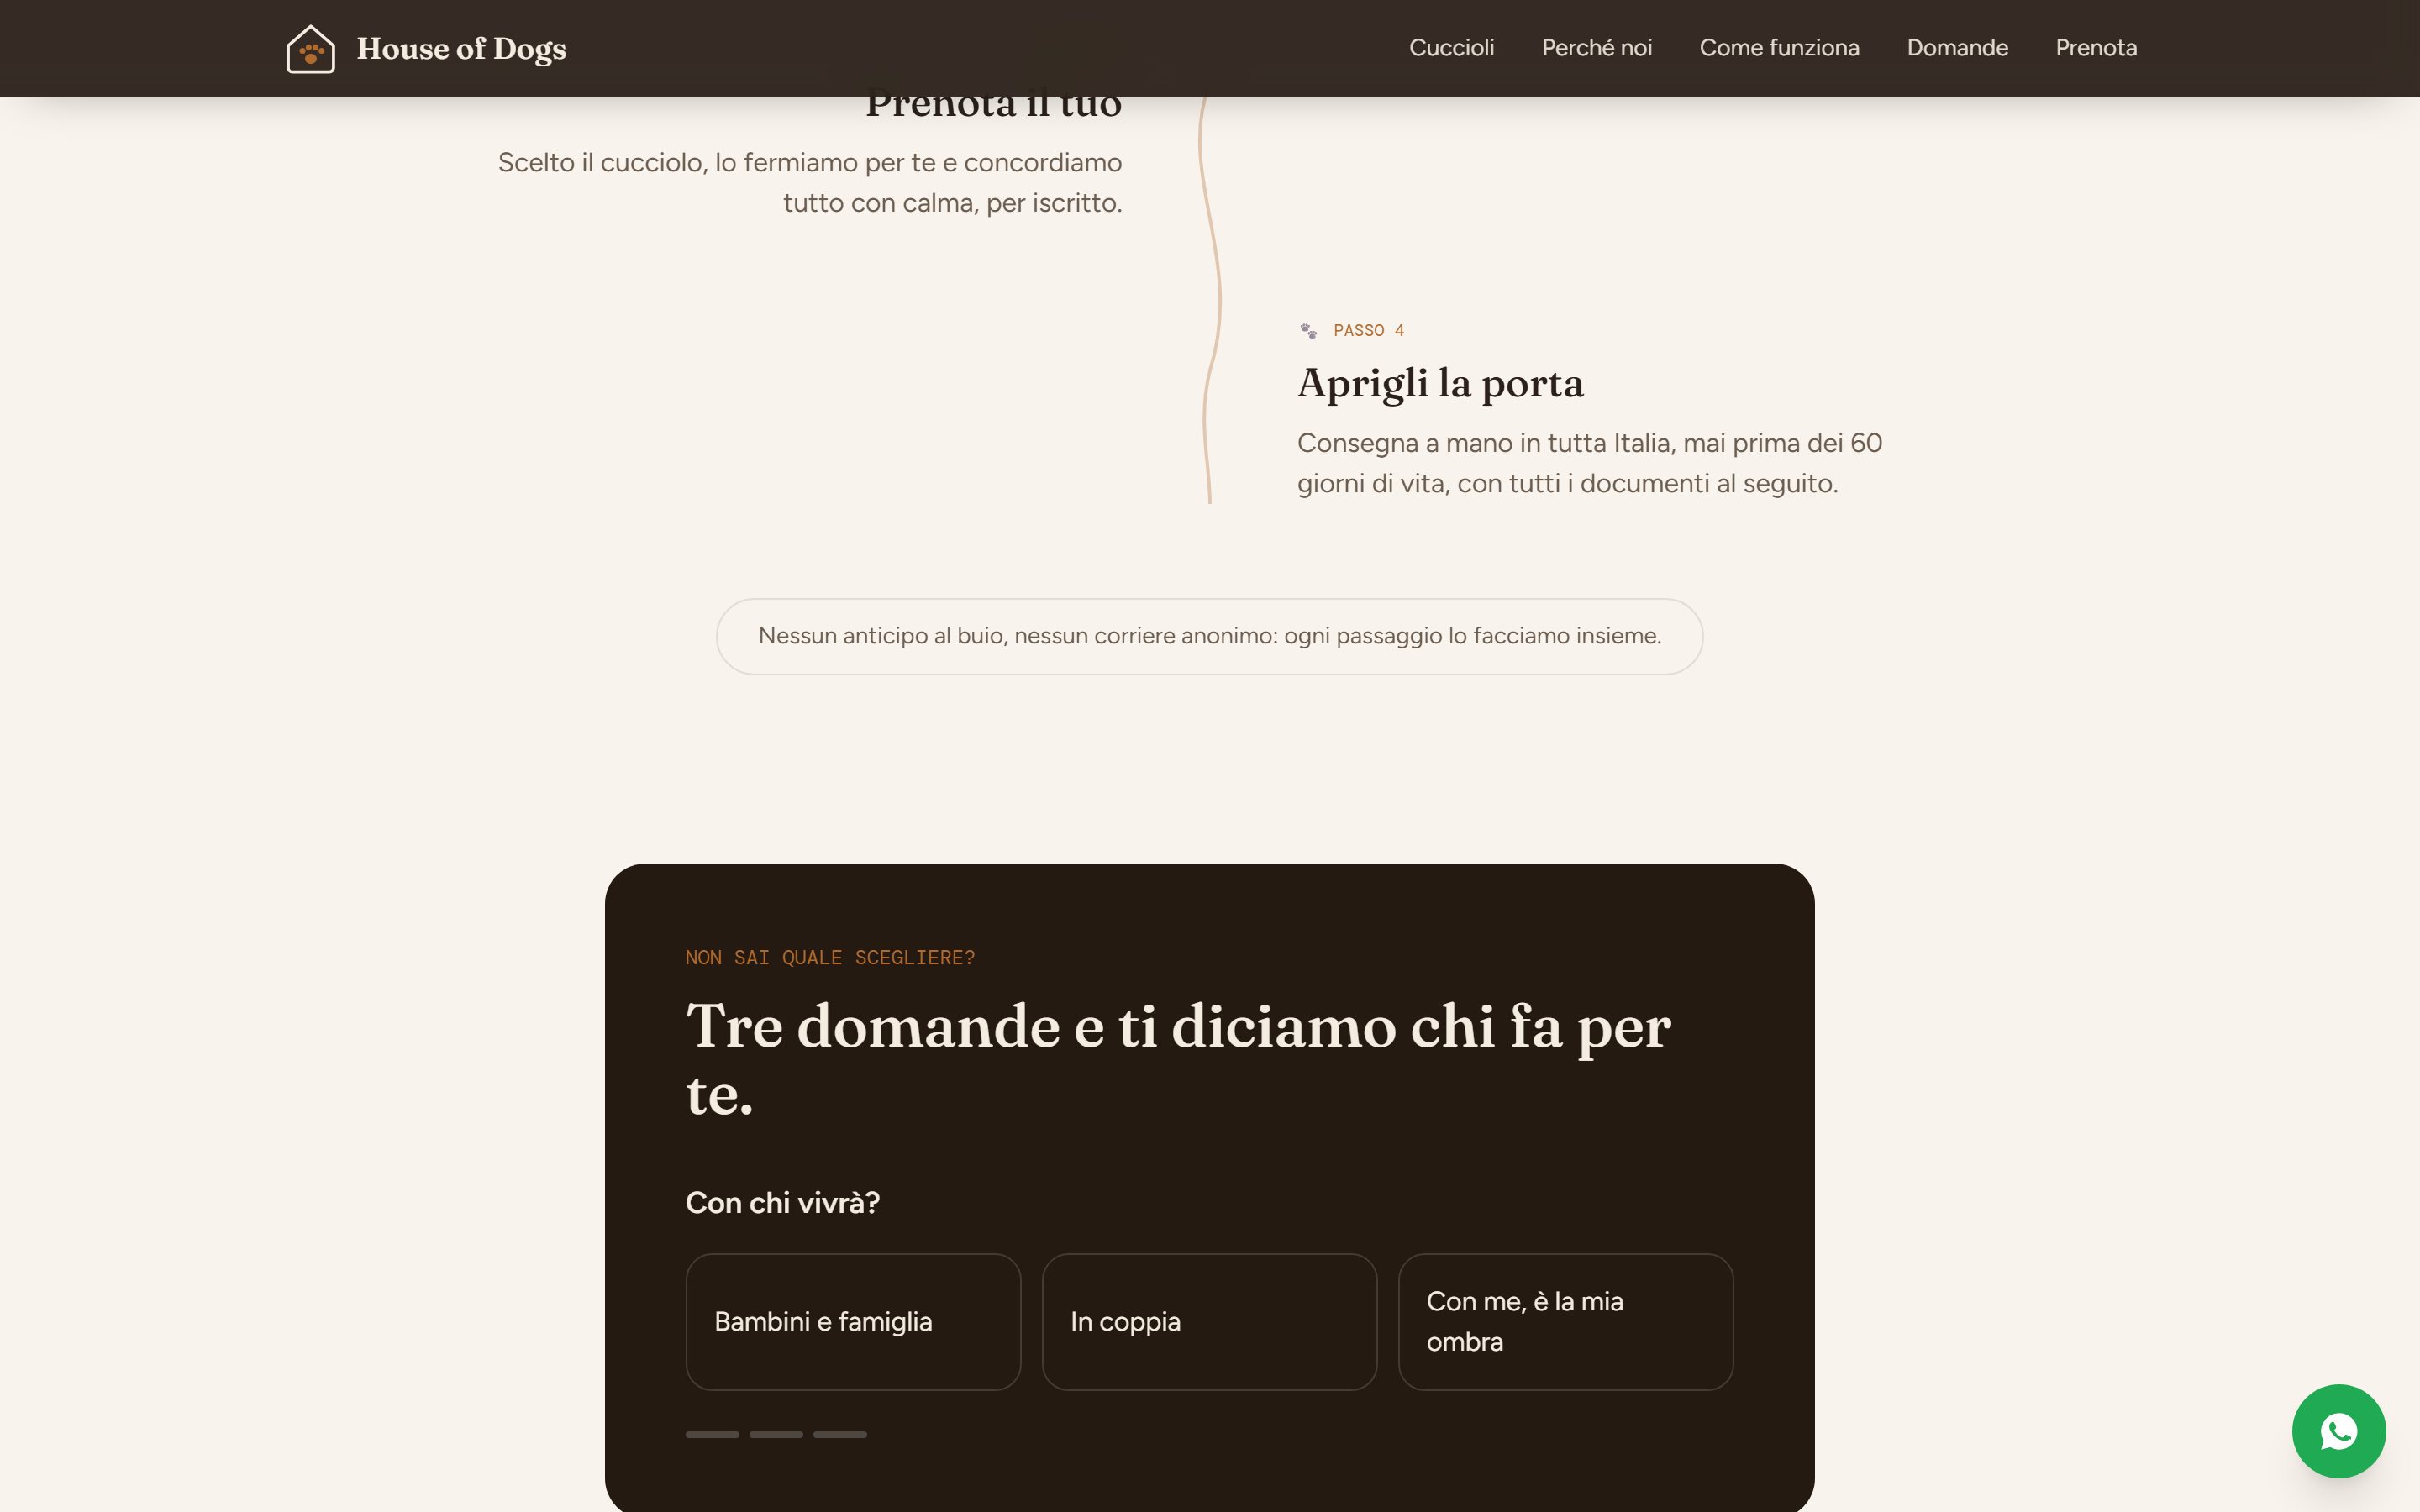 House of Dogs
Cuccioli
Perché noi
Come funziona
Domande
Prenota
Prenota il tuo
Scelto il cucciolo, lo fermiamo per te e concordiamo
tutto con calma, per iscritto.
PASSO 4
Aprigli la porta
Consegna a mano in tutta Italia, mai prima dei 60
giorni di vita, con tutti i documenti al seguito.
Nessun anticipo al buio, nessun corriere anonimo: ogni passaggio lo facciamo insieme.
NON SAI QUALE SCEGLIERE?
Tre domande e ti diciamo chi fa per
te.
Con chi vivrà?
Bambini e famiglia
In coppia
Con me, è la mia
ombra